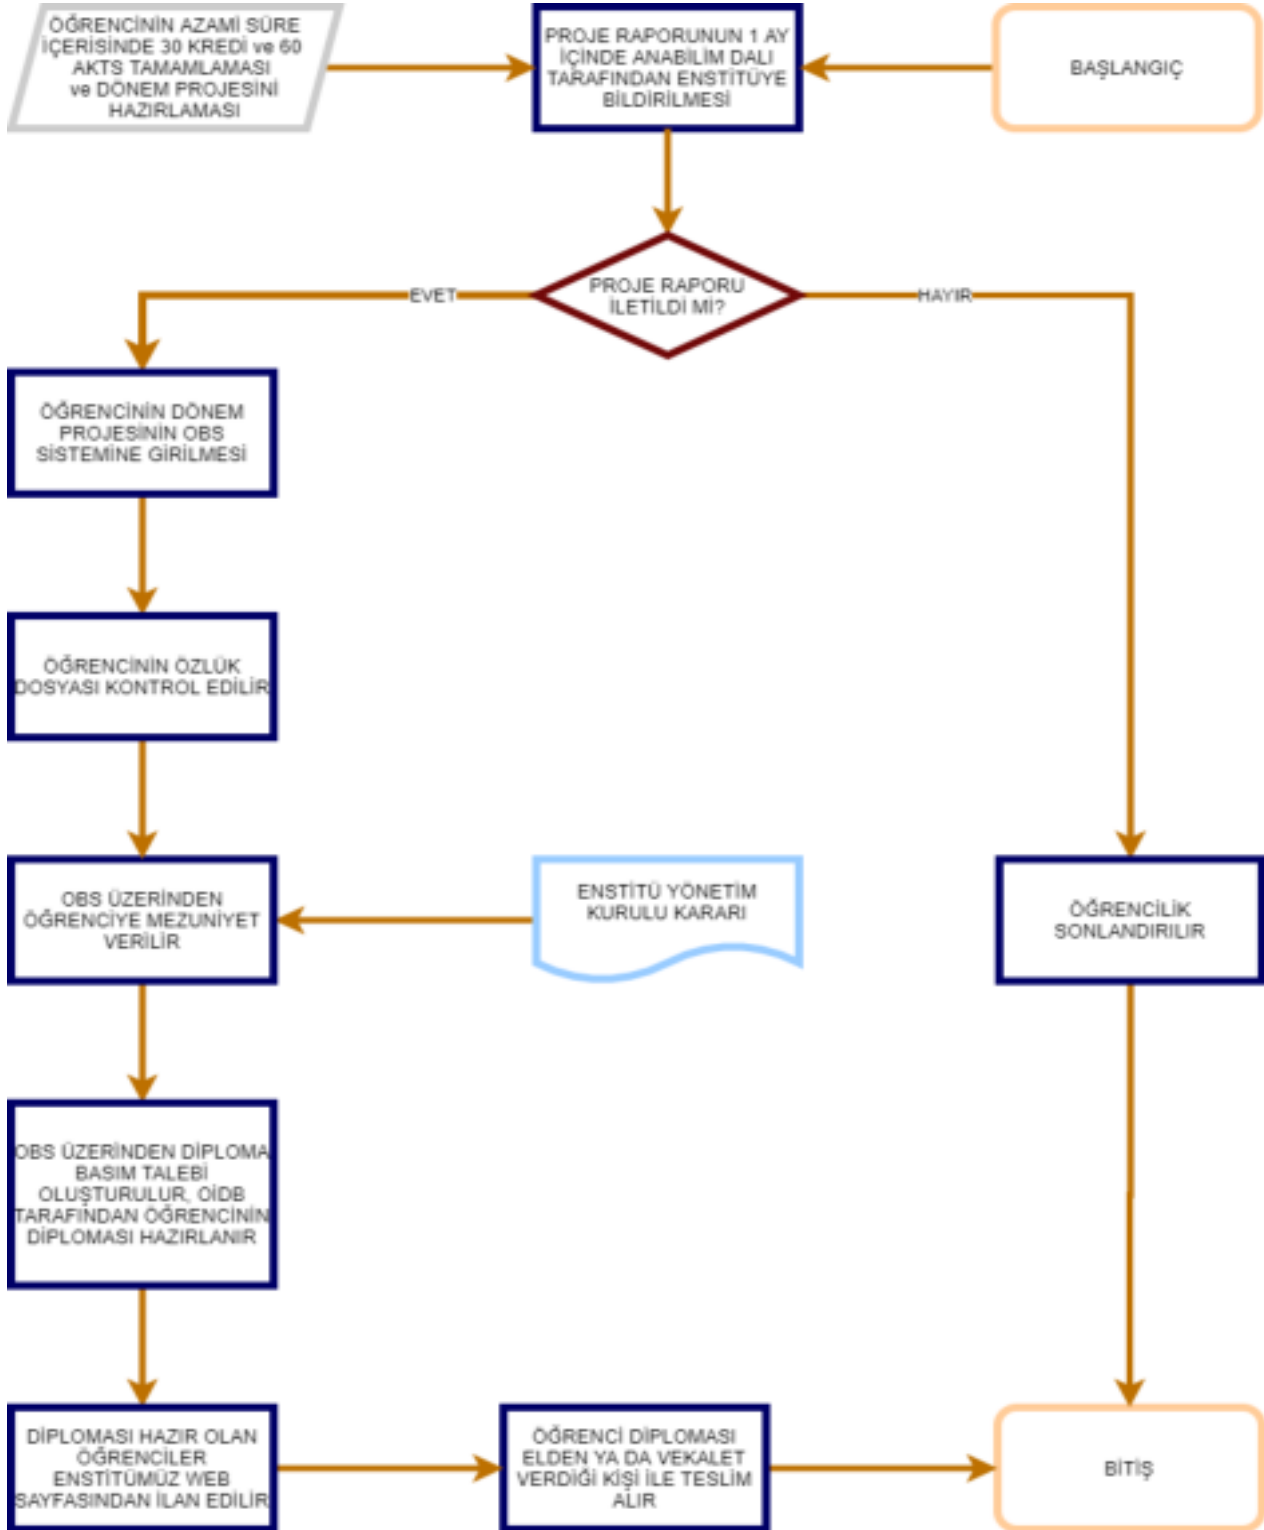 ÖĞRENCİNİN AZAMİ SÜRE
İÇERİSİNDE 30 KREDİ ve 60
AKTS TAMAMLAMASI
ve DÖNEM PROJESİNİ
HAZIRLAMASI
PROJE RAPORUNUN 1 AY
İÇİNDE ANABİLİM DALI
TARAFINDAN ENSTİTÜYE
BİLDİRİLMESİ
BAŞLANGIÇ
PROJE RAPORU
İLETİLDİ Mİ?
EVET
HAYIR
ÖĞRENCİNİN DÖNEM
PROJESİNİN OBS
SİSTEMİNE GİRİLMESİ
ÖĞRENCİNİN ÖZLÜK
DOSYASI KONTROL EDİLİR
OBS ÜZERİNDEN
ÖĞRENCİYE MEZUNİYET
VERİLİR
ENSTİTÜ YÖNETİM
KURULU KARARI
ÖĞRENCİLİK
SONLANDIRILIR
OBS ÜZERİNDEN DİPLOMA
BASIM TALEBİ
OLUŞTURULUR, OİDB
TARAFINDAN ÖĞRENCİNİN
DİPLOMASI HAZIRLANIR
DİPLOMASI HAZIR OLAN
ÖĞRENCİLER
ENSTİTÜMÜZ WEB
SAYFASINDAN İLAN EDİLİR
ÖĞRENCİ DİPLOMASI
ELDEN YA DA VEKALET
VERDİĞİ KİŞİ İLE TESLİM
ALIR
BİTİŞ